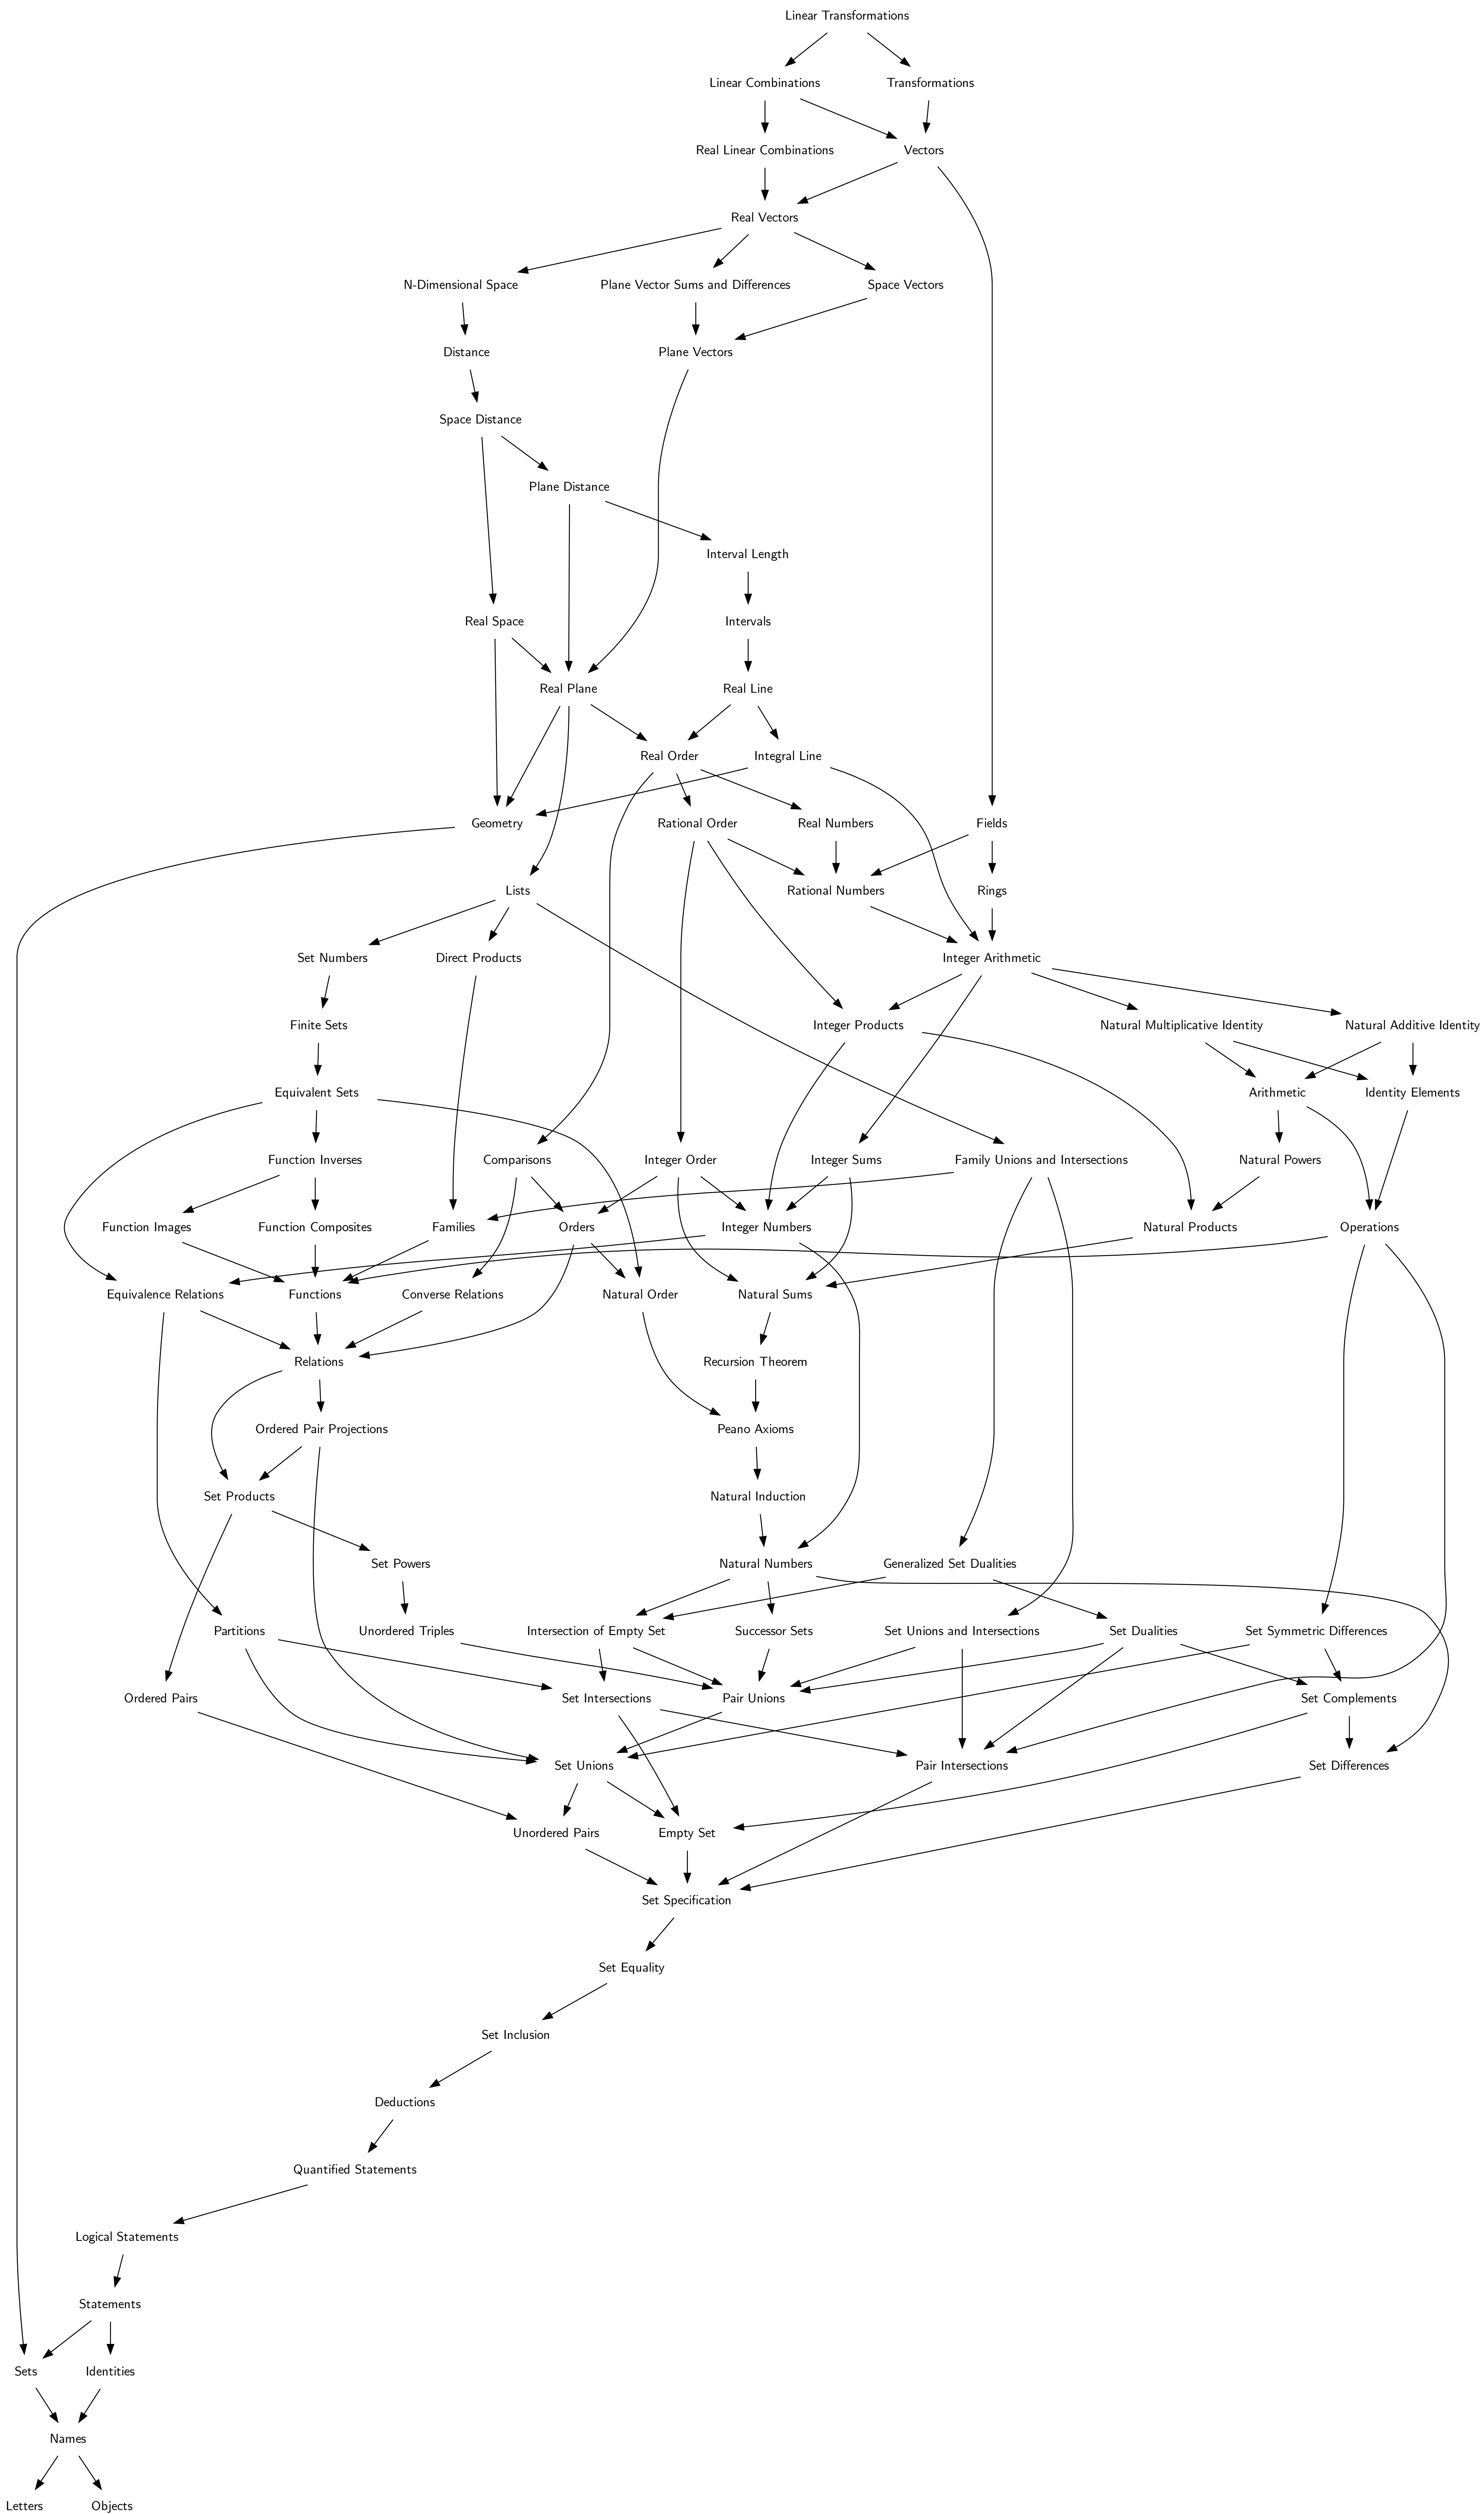 Linear Transformations
Linear Combinations
Transformations
Real Linear Combinations
Vectors
Real Vectors
N-Dimensional Space
Plane Vector Sums and Differences
Space Vectors
Distance
Plane Vectors
Space Distance
Plane Distance
Interval Length
Real Space
Intervals
Real Plane
Real Line
Real Order
Integral Line
Geometry
Rational Order
Real Numbers
Fields
Lists
Rational Numbers
Rings
Set Numbers
Direct Products
Integer Arithmetic
Finite Sets
Integer Products
Natural Multiplicative Identity
Natural Additive Identity
Equivalent Sets
Arithmetic
Identity Elements
Function Inverses
Comparisons
Integer Order
Integer Sums
Family Unions and Intersections
Natural Powers
Function Images
Function Composites
Families
Orders
Integer Numbers
Natural Products
Operations
Equivalence Relations
Functions
Converse Relations
Natural Order
Natural Sums
Relations
Recursion Theorem
Ordered Pair Projections
Peano Axioms
Set Products
Natural Induction
Set Powers
Natural Numbers
Generalized Set Dualities
Partitions
Unordered Triples
Intersection of Empty Set
Successor Sets
Set Unions and Intersections
Set Dualities
Set Symmetric Differences
Ordered Pairs
Set Intersections
Pair Unions
Set Complements
Set Unions
Pair Intersections
Set Differences
Unordered Pairs
Empty Set
Set Specification
Set Equality
Set Inclusion
Deductions
Quantified Statements
Logical Statements
Statements
Sets
Identities
Names
Letters
Objects